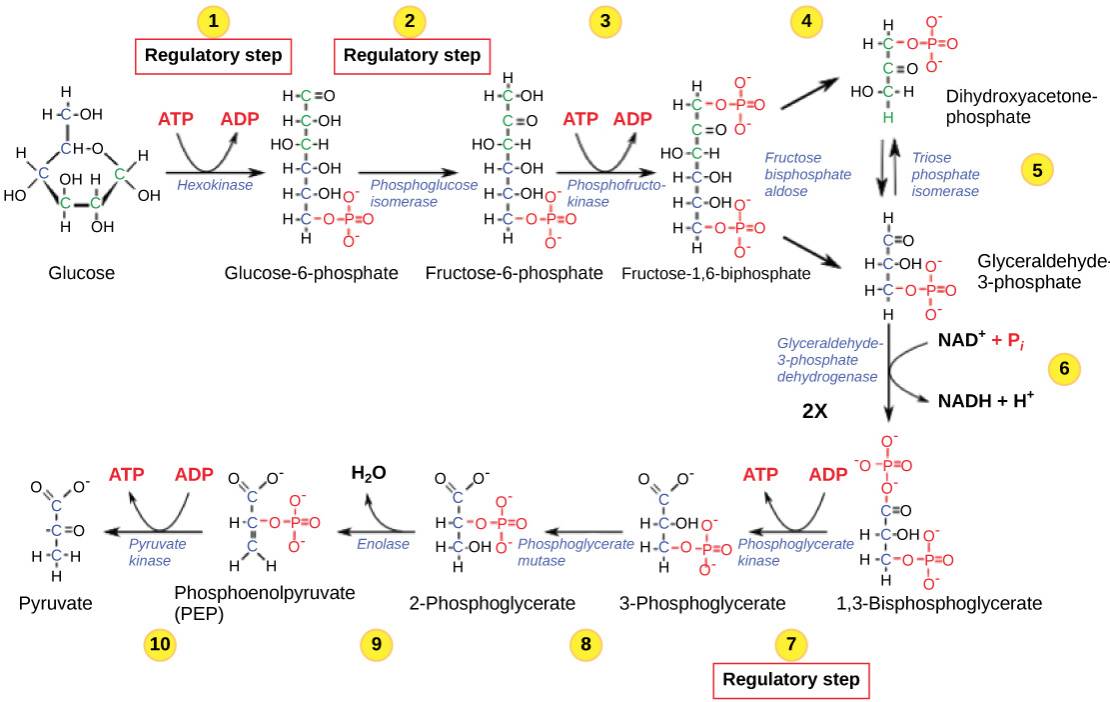 1
2
3
4
Regulatory step
Regulatory step
ATP
ADP
Hexokinase
Phosphoglucose
isomerase
ATP
ADP
Phosphofructo-
kinase
Fructose
bisphosphate
aldose
Dihydroxyacetone-
phosphate
Triose
phosphate
isomerase
5
Glucose
Glucose-6-phosphate
Fructose-6-phosphate
Fructose-1,6-biphosphate
Glyceraldehyde-
3-phosphate
Glyceraldehyde-
3-phosphate
dehydrogenase
NAD+ + Pi
6
NADH + H+
2X
ATP
ADP
Pyruvate
kinase
H2O
Enolase
Phosphoglycerate
mutase
ATP
ADP
Phosphoglycerate
kinase
Pyruvate
Phosphoenolpyruvate
(PEP)
2-Phosphoglycerate
3-Phosphoglycerate
1,3-Bisphosphoglycerate
10
9
8
7
Regulatory step